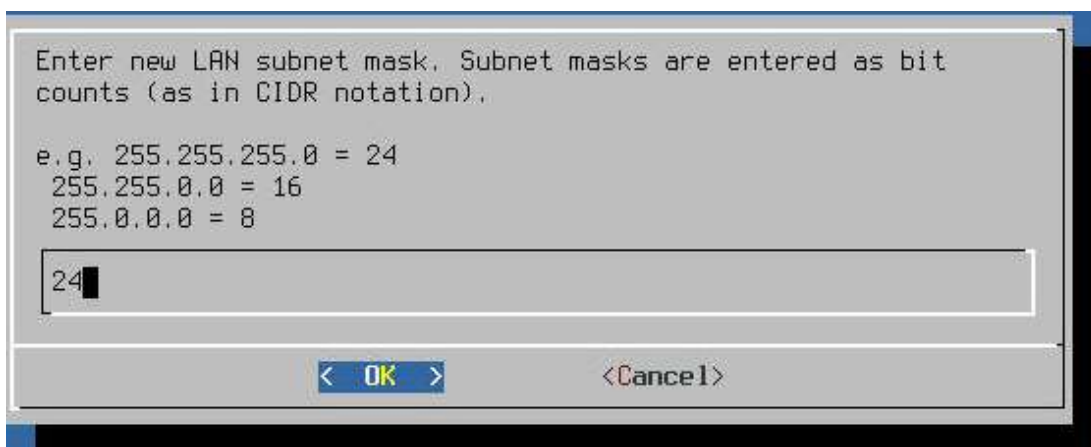 Enter new LAN subnet mask. Subnet masks are entered as bit
counts (as in CIDR notation).
e.g. 255.255.255.0 = 24
255.255.0.0 = 16
255.0.0.0 = 8
24
< OK > <Cancel>